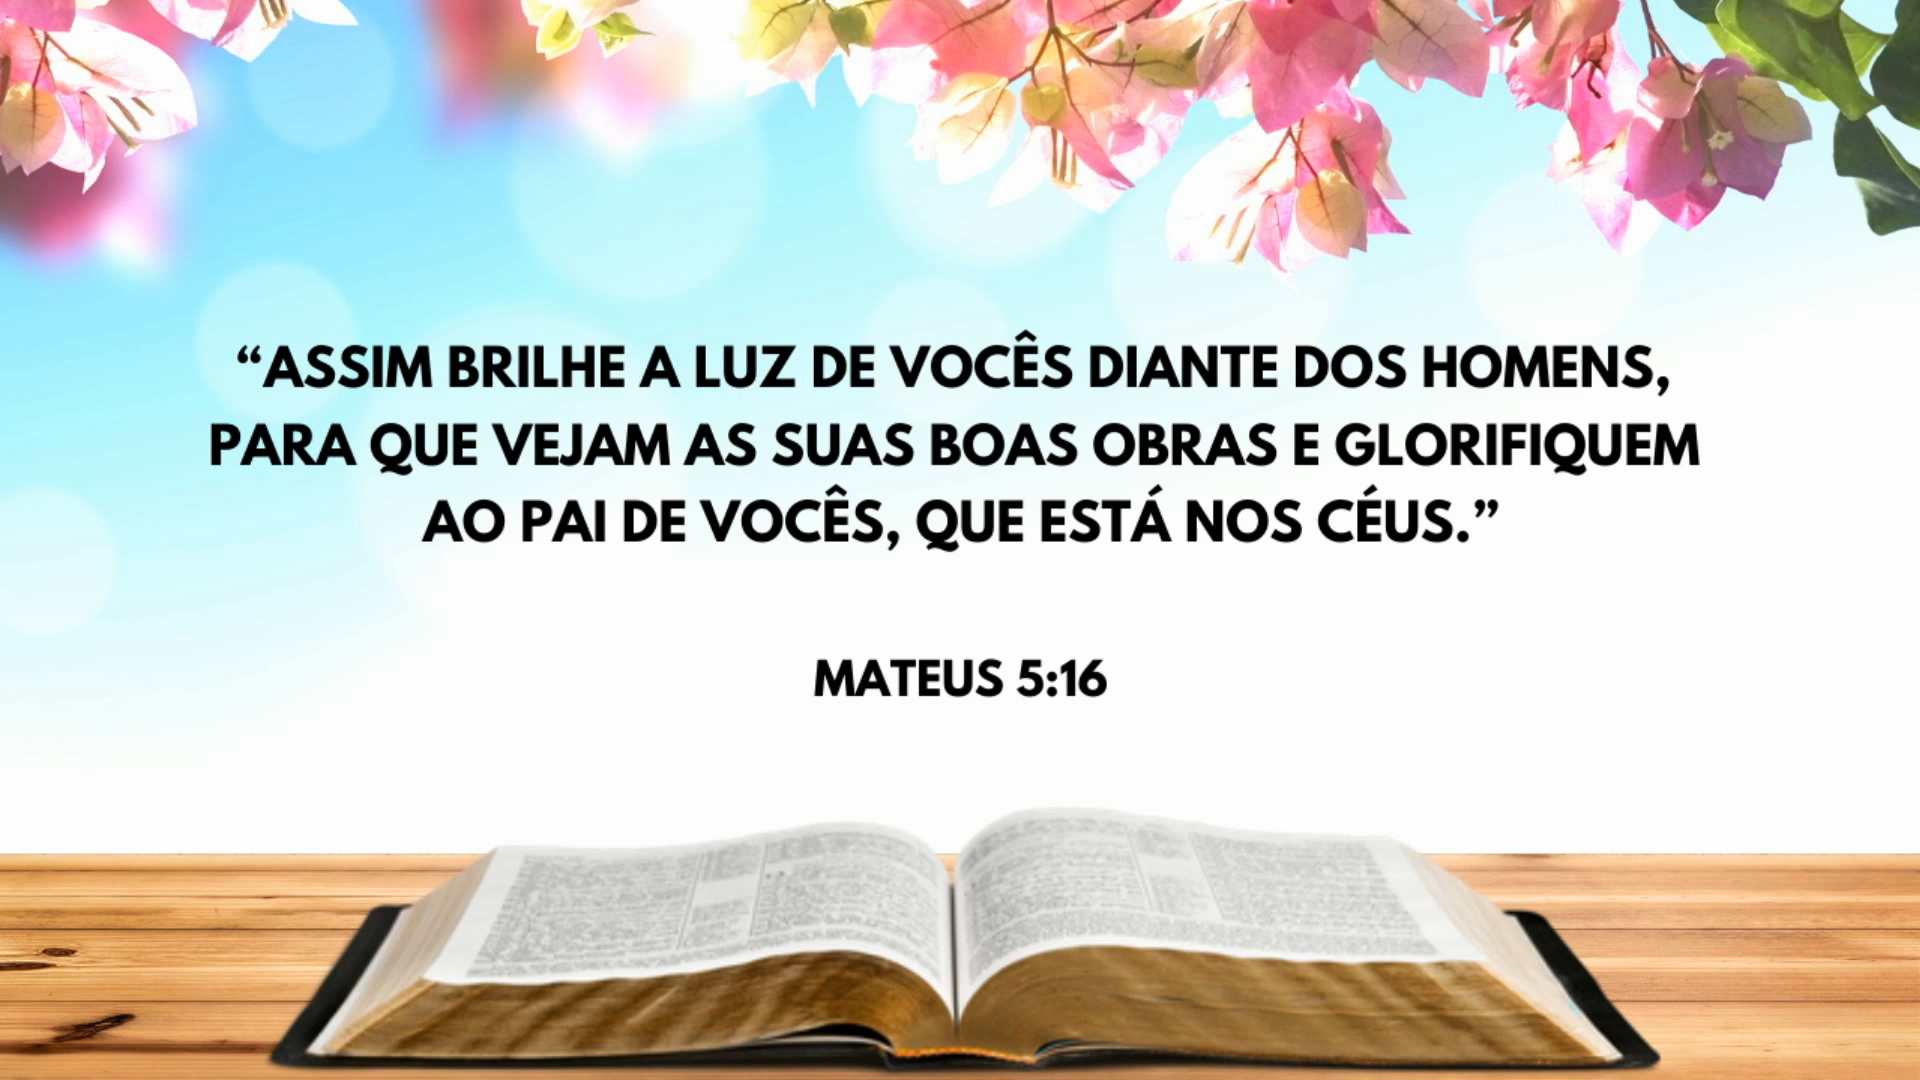 “ASSIM BRILHE A LUZ DE VOCÊS DIANTE DOS HOMENS,
PARA QUE VEJAM AS SUAS BOAS OBRAS E GLORIFIQUEM
AO PAI DE VOCÊS, QUE ESTÁ NOS CÉUS.”
MATEUS 5:16